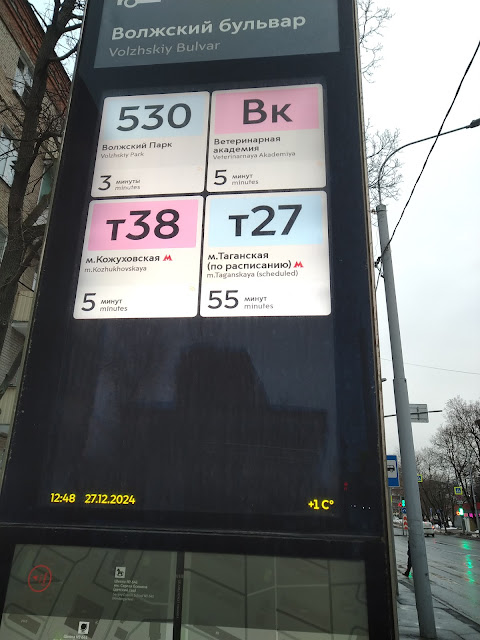 Волжский бульвар
Volzhskiy Bulvar
530
Волжский Парк
Volzhskiy Park
3 минуты
minutes
Вк
Ветеринарная
академия
Veterinarnaya Akademiya
5 минут
minutes
т38
м.Кожуховская
m.Kozhukhovskaya
5 минут
minutes
т27
м.Таганская
(по расписанию)
m.Taganskaya (scheduled)
55 минут
minutes
12:48 27.12.2024
+1 C°